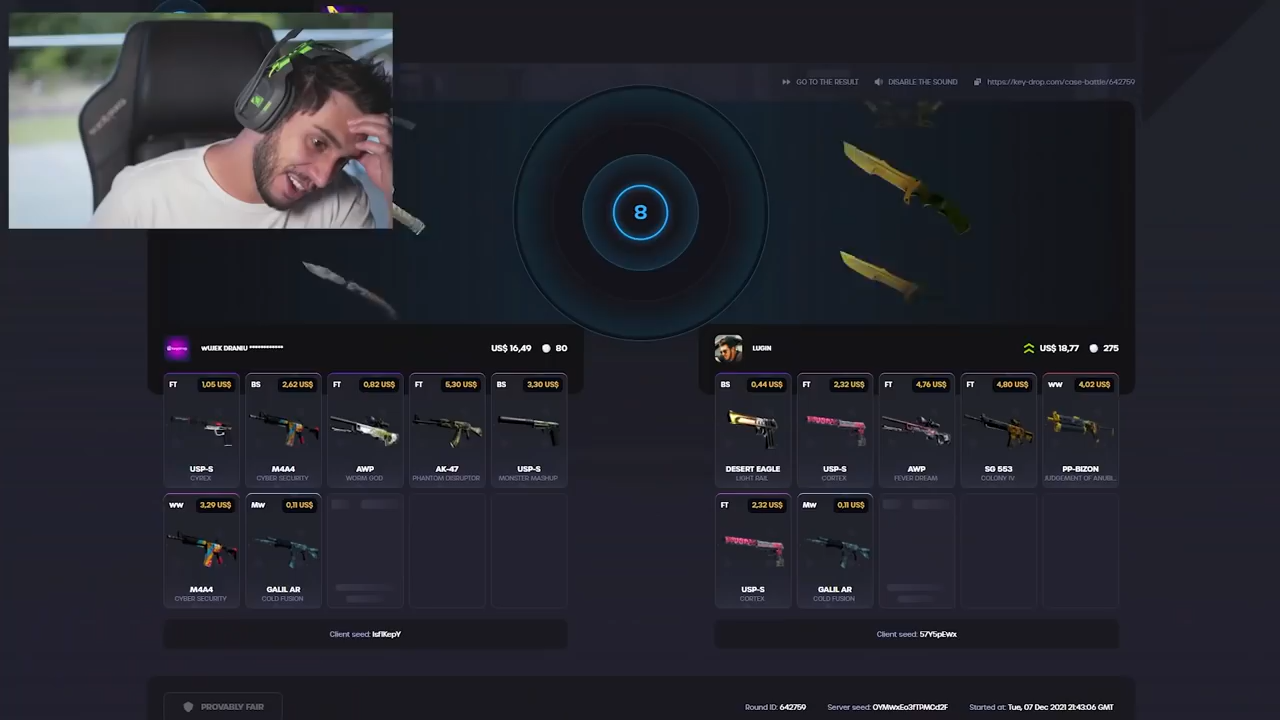 GO TO THE RESULT
DISABLE THE SOUND
https://key-drop.com/case-battle/642759
8
WUJEK DRANIU ************
US$ 16,49
80
LUGIN
US$ 18,77
275
FT 1,05 US$
BS 2,62 US$
FT 0,82 US$
FT 5,30 US$
BS 3,30 US$
USP-S
CYREX
M4A4
CYBER SECURITY
AWP
WORM GOD
AK-47
PHANTOM DISRUPTOR
USP-S
MONSTER MASHUP
WW 3,29 US$
MW 0,11 US$
M4A4
CYBER SECURITY
GALIL AR
COLD FUSION
BS 0,44 US$
FT 2,32 US$
FT 4,76 US$
FT 4,80 US$
WW 4,02 US$
DESERT EAGLE
LIGHT RAIL
USP-S
CORTEX
AWP
FEVER DREAM
SG 553
COLONY IV
PP-BIZON
JUDGEMENT OF ANUBI...
FT 2,32 US$
MW 0,11 US$
USP-S
CORTEX
GALIL AR
COLD FUSION
Client seed: IsfIKepY
Client seed: 57Y5pEWx
PROVABLY FAIR
Round ID: 642759
Server seed: OYMWxEo3fTPMCd2F
Started at: Tue, 07 Dec 2021 21:43:06 GMT